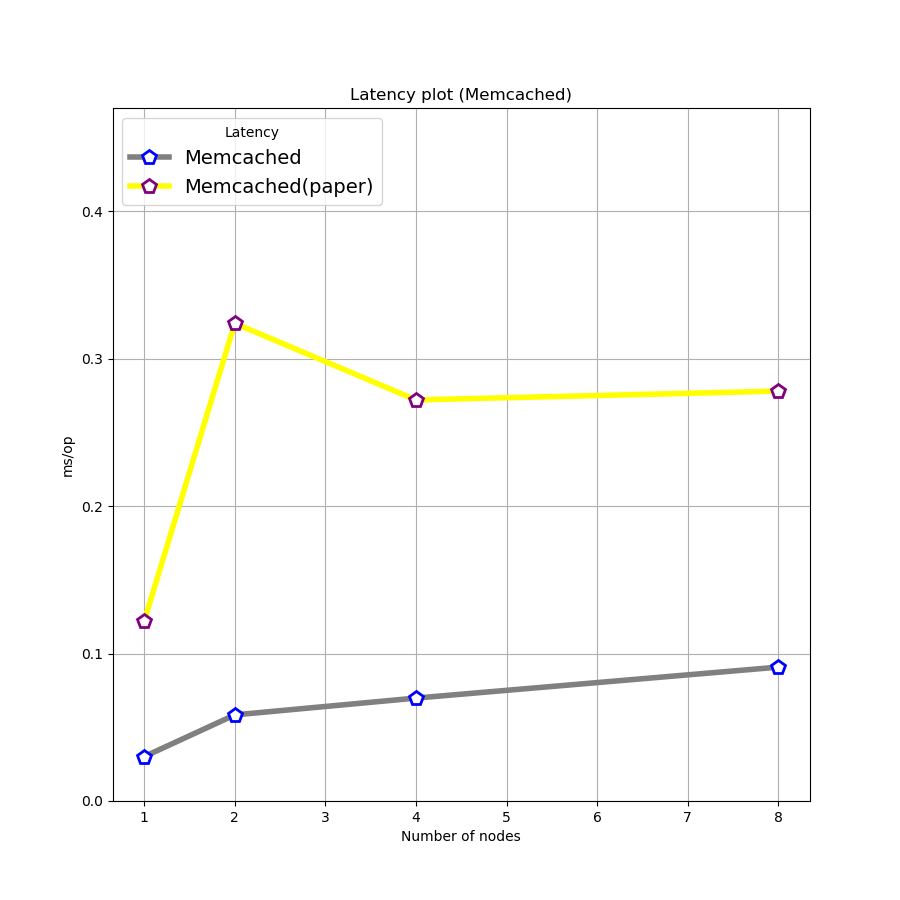 Latency plot (Memcached)
Latency
Memcached
Memcached(paper)
ms/op
0.4
0.3
0.2
0.1
0.0
1 2 3 4 5 6 7 8
Number of nodes